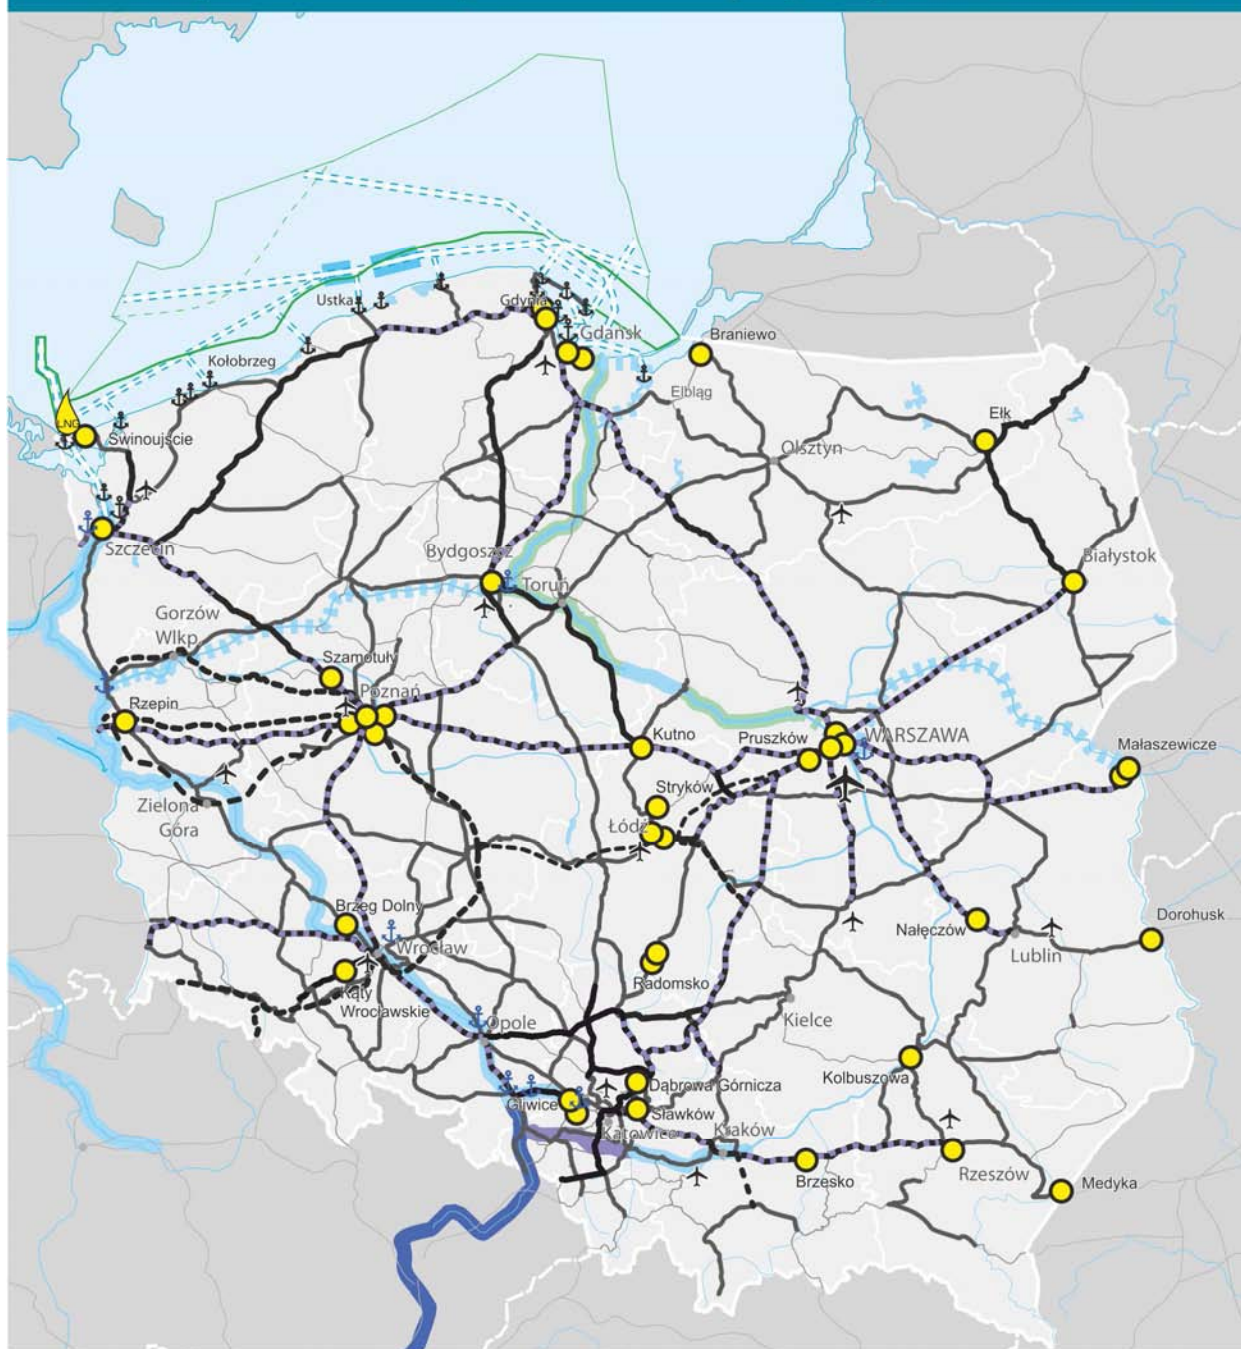 Ustka
Gdynia
Gdańsk
Braniewo
Kołobrzeg
Elbląg
LNG
Ełk
Świnoujście
Olsztyn
Szczecin
Bydgoszcz
Białystok
Toruń
Gorzów
Wlkp
Szamotuły
Poznań
Rzepin
Kutno
Pruszków
WARSZAWA
Małaszewicze
Stryków
Zielona
Góra
Łódź
Brzeg Dolny
Dorohusk
Nałęczów
Wrocław
Lublin
Radomsko
Kąty
Wrocławskie
Kielce
Opole
Kolbuszowa
Dąbrowa Górnicza
Gliwice
Sławków
Katowice
Kraków
Rzeszów
Brzesko
Medyka